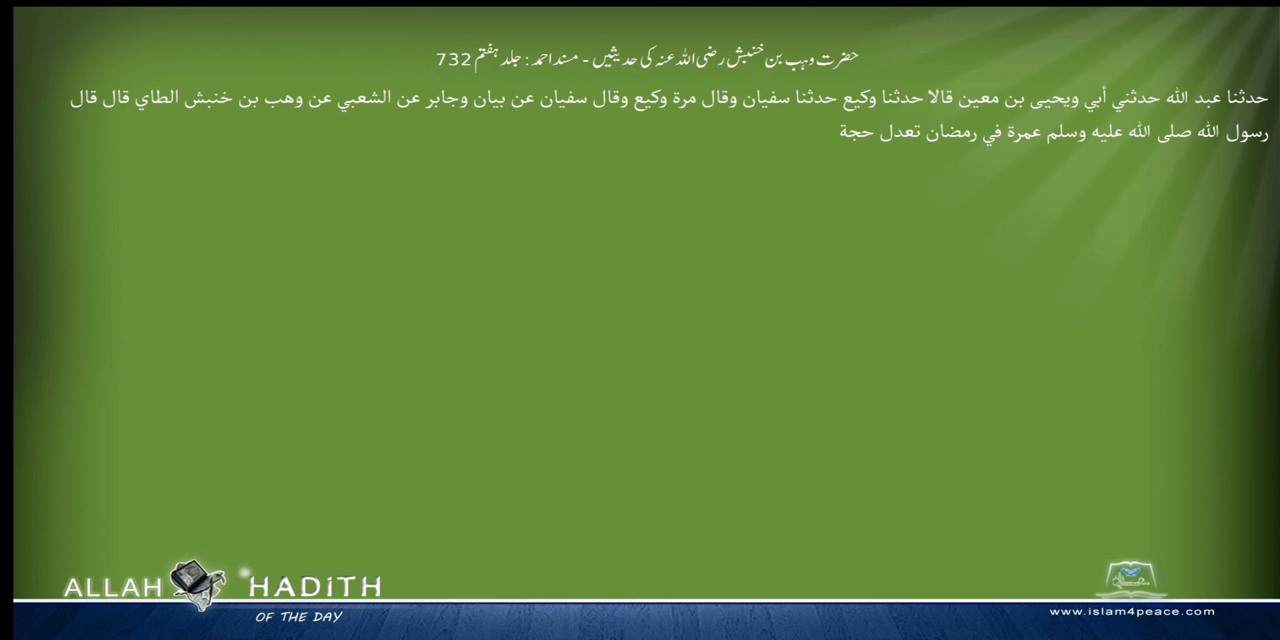 حضرت وہب بن خنبش رضی اللہ عنہ کی حدیثیں - مسند احمد : جلد ہفتم 732
حدثنا عبد الله حدثني أبي ويحيى بن معين قالا حدثنا وكيع حدثنا سفيان وقال مرة وكيع وقال سفيان عن بيان وجابر عن الشعبي عن وهب بن خنبش الطاي قال قال
رسول الله صلى الله عليه وسلم عمرة في رمضان تعدل حجة
ALLAH HADiTH
OF THE DAY
www.islam4peace.com